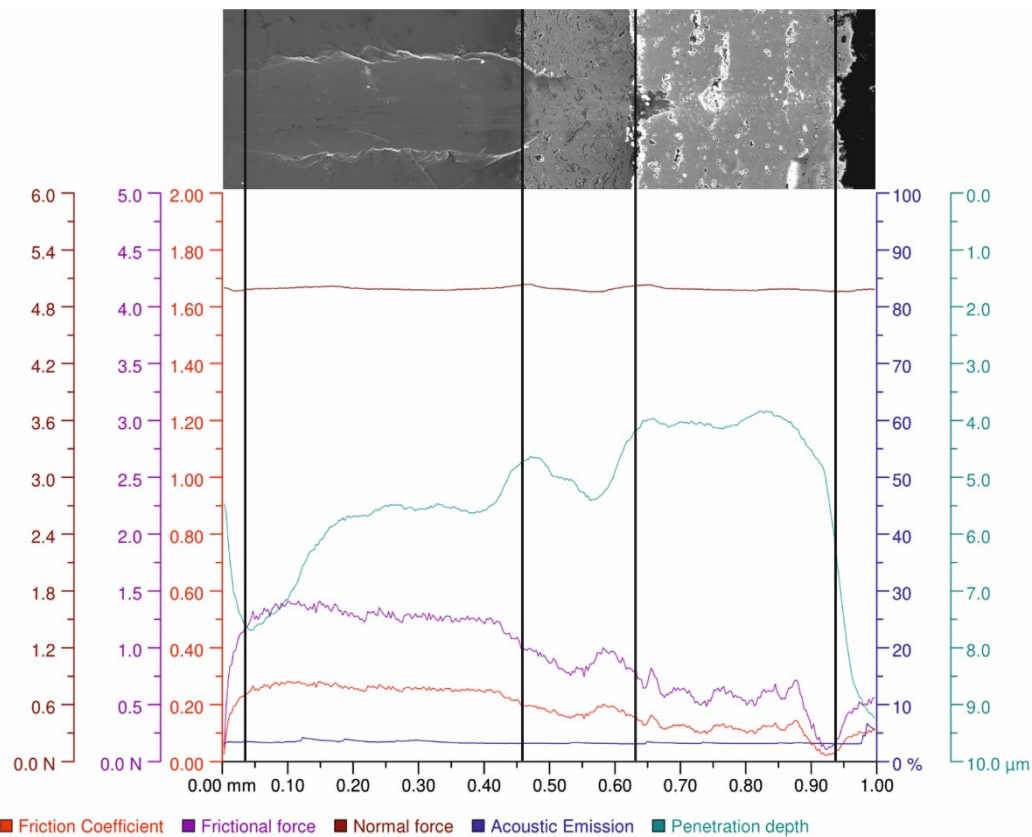 6.0 5.0 2.00 100 0.0
5.4 4.5 1.80 90 1.0
4.8 4.0 1.60 80 2.0
4.2 3.5 1.40 70 3.0
3.6 3.0 1.20 60 4.0
3.0 2.5 1.00 50 5.0
2.4 2.0 0.80 40 6.0
1.8 1.5 0.60 30 7.0
1.2 1.0 0.40 20 8.0
0.6 0.5 0.20 10 9.0
0.0 N 0.0 N 0.00 0 % 10.0 µm
0.00 mm 0.10 0.20 0.30 0.40 0.50 0.60 0.70 0.80 0.90 1.00
Friction Coefficient Frictional force Normal force Acoustic Emission Penetration depth